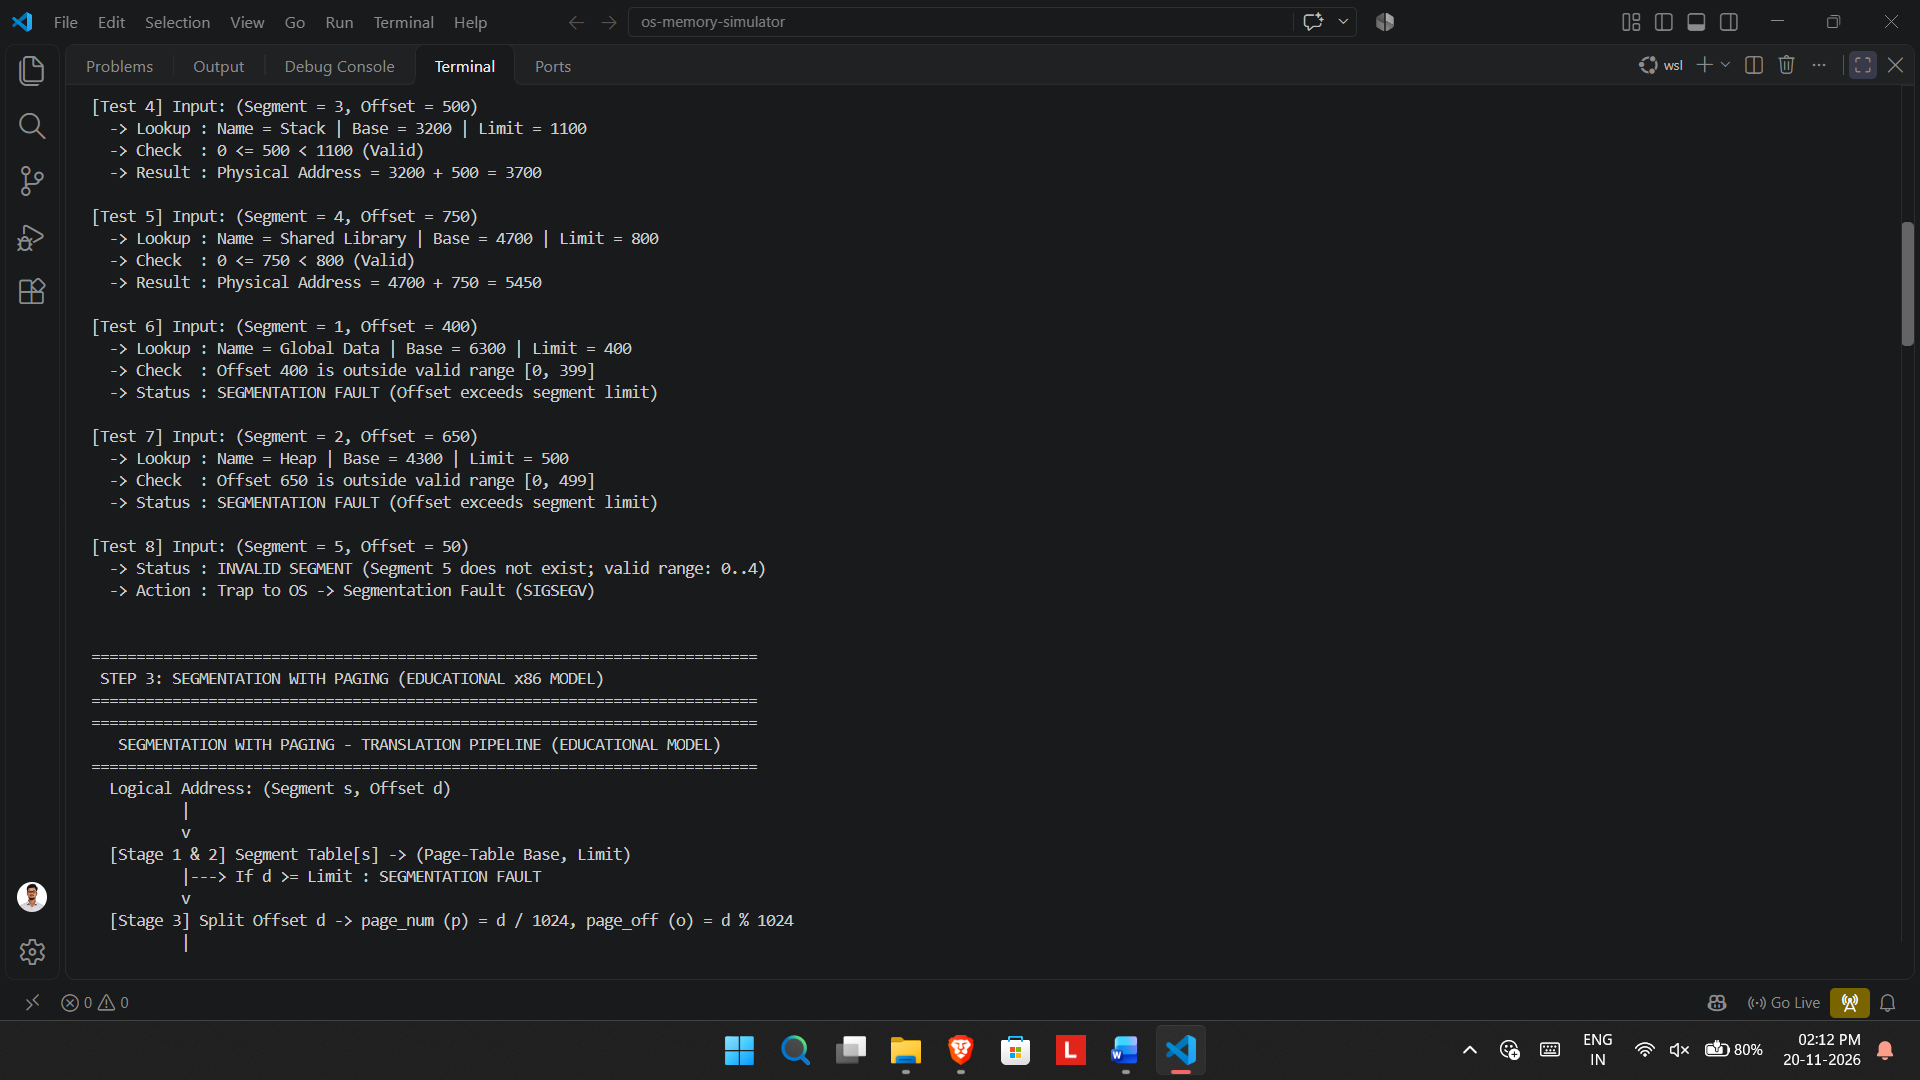 File Edit Selection View Go Run Terminal Help
os-memory-simulator
Problems Output Debug Console Terminal Ports
wsl
[Test 4] Input: (Segment = 3, Offset = 500)
-> Lookup : Name = Stack | Base = 3200 | Limit = 1100
-> Check : 0 <= 500 < 1100 (Valid)
-> Result : Physical Address = 3200 + 500 = 3700
[Test 5] Input: (Segment = 4, Offset = 750)
-> Lookup : Name = Shared Library | Base = 4700 | Limit = 800
-> Check : 0 <= 750 < 800 (Valid)
-> Result : Physical Address = 4700 + 750 = 5450
[Test 6] Input: (Segment = 1, Offset = 400)
-> Lookup : Name = Global Data | Base = 6300 | Limit = 400
-> Check : Offset 400 is outside valid range [0, 399]
-> Status : SEGMENTATION FAULT (Offset exceeds segment limit)
[Test 7] Input: (Segment = 2, Offset = 650)
-> Lookup : Name = Heap | Base = 4300 | Limit = 500
-> Check : Offset 650 is outside valid range [0, 499]
-> Status : SEGMENTATION FAULT (Offset exceeds segment limit)
[Test 8] Input: (Segment = 5, Offset = 50)
-> Status : INVALID SEGMENT (Segment 5 does not exist; valid range: 0..4)
-> Action : Trap to OS -> Segmentation Fault (SIGSEGV)
==========================================================================
STEP 3: SEGMENTATION WITH PAGING (EDUCATIONAL x86 MODEL)
==========================================================================
==========================================================================
SEGMENTATION WITH PAGING - TRANSLATION PIPELINE (EDUCATIONAL MODEL)
==========================================================================
Logical Address: (Segment s, Offset d)
|
v
[Stage 1 & 2] Segment Table[s] -> (Page-Table Base, Limit)
|---> If d >= Limit : SEGMENTATION FAULT
v
[Stage 3] Split Offset d -> page_num (p) = d / 1024, page_off (o) = d % 1024
|
0 0
Go Live
L
W
ENG
IN
80%
02:12 PM
20-11-2026